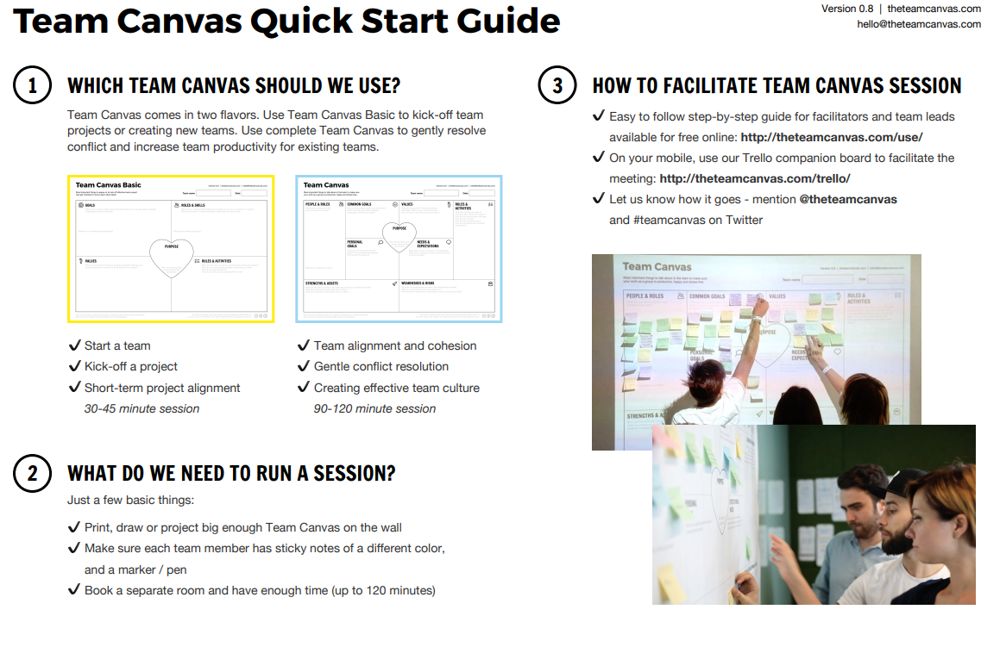 Team Canvas Quick Start Guide
Version 0.8 | theteamcanvas.com
hello@theteamcanvas.com
1
WHICH TEAM CANVAS SHOULD WE USE?
Team Canvas comes in two flavors. Use Team Canvas Basic to kick-off team
projects or creating new teams. Use complete Team Canvas to gently resolve
conflict and increase team productivity for existing teams.
Team Canvas Basic
Team name
Date
GOALS
ROLES & SKILLS
PURPOSE
VALUES
RULES & ACTIVITIES
✔ Start a team
✔ Kick-off a project
✔ Short-term project alignment
30-45 minute session
Team Canvas
Team name
Date
PEOPLE & ROLES
COMMON GOALS
VALUES
RULES &
ACTIVITIES
PURPOSE
PERSONAL
GOALS
NEEDS &
EXPECTATIONS
STRENGTHS & ASSETS
WEAKNESSES & RISKS
✔ Team alignment and cohesion
✔ Gentle conflict resolution
✔ Creating effective team culture
90-120 minute session
2
WHAT DO WE NEED TO RUN A SESSION?
Just a few basic things:
✔ Print, draw or project big enough Team Canvas on the wall
✔ Make sure each team member has sticky notes of a different color,
and a marker / pen
✔ Book a separate room and have enough time (up to 120 minutes)
3
HOW TO FACILITATE TEAM CANVAS SESSION
✔ Easy to follow step-by-step guide for facilitators and team leads
available for free online: http://theteamcanvas.com/use/
✔ On your mobile, use our Trello companion board to facilitate the
meeting: http://theteamcanvas.com/trello/
✔ Let us know how it goes - mention @theteamcanvas
and #teamcanvas on Twitter
Team Canvas
Team name
Date
PEOPLE & ROLES
COMMON GOALS
VALUES
RULES &
ACTIVITIES
PERSONAL
GOALS
STRENGTHS &